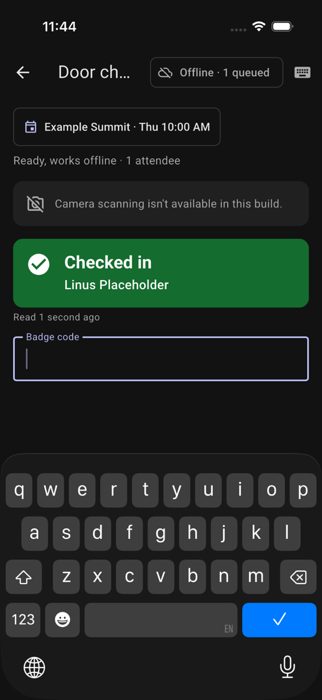 11:44
Door ch...
Offline · 1 queued
Example Summit · Thu 10:00 AM
Ready, works offline · 1 attendee
Camera scanning isn't available in this build.
Checked in
Linus Placeholder
Read 1 second ago
Badge code
q w e r t y u i o p
a s d f g h j k l
z x c v b n m
123
EN